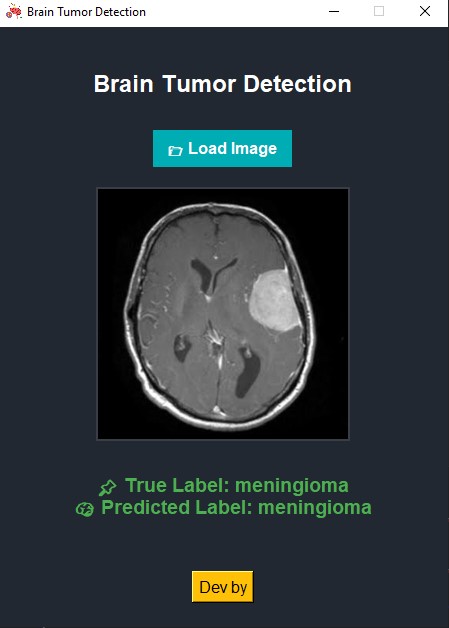 Brain Tumor Detection
Brain Tumor Detection
Load Image
True Label: meningioma
Predicted Label: meningioma
Dev by